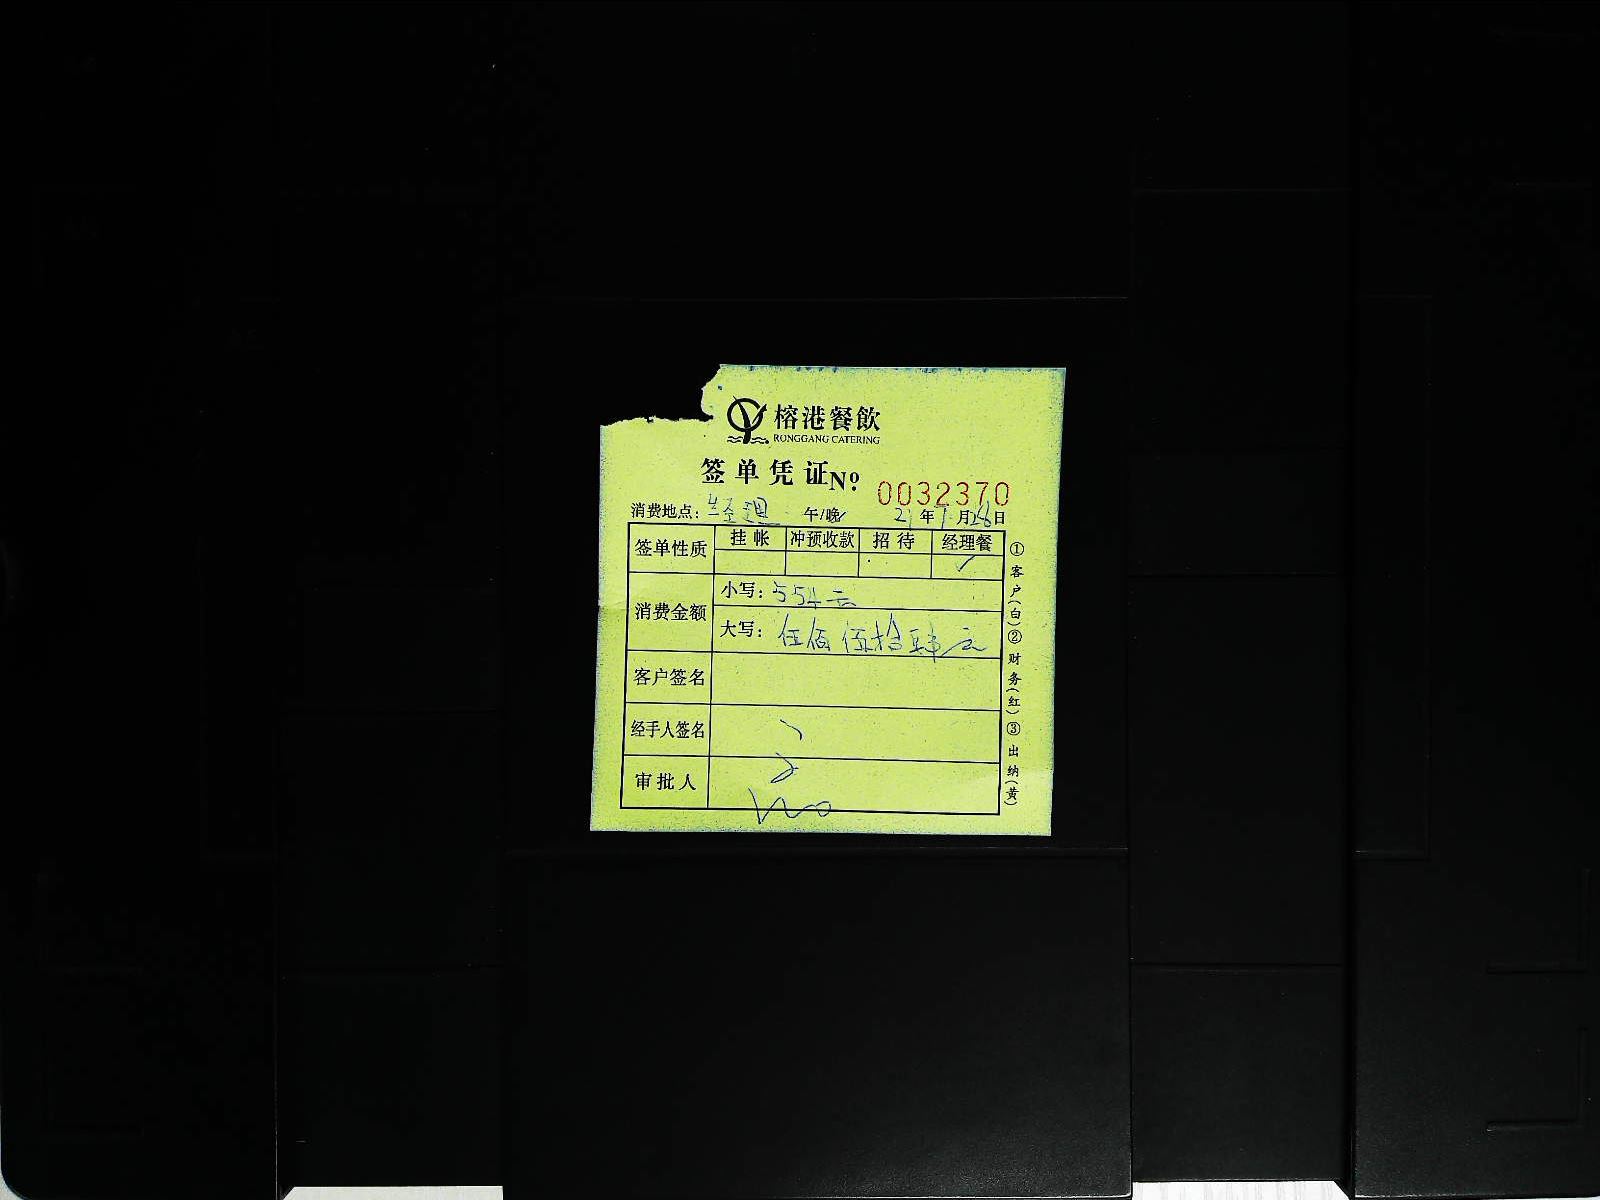 榕港餐飲
RONGGANG CATERING
签单凭证 Nº 0032370
消费地点：经理 午/晚 21年1月28日
签单性质 挂帐 冲预收款 招待 经理餐
✓
消费金额 小写：554元
大写：伍佰伍拾肆元
客户签名
经手人签名
审批人
①客户(白)②财务(红)③出纳(黄)